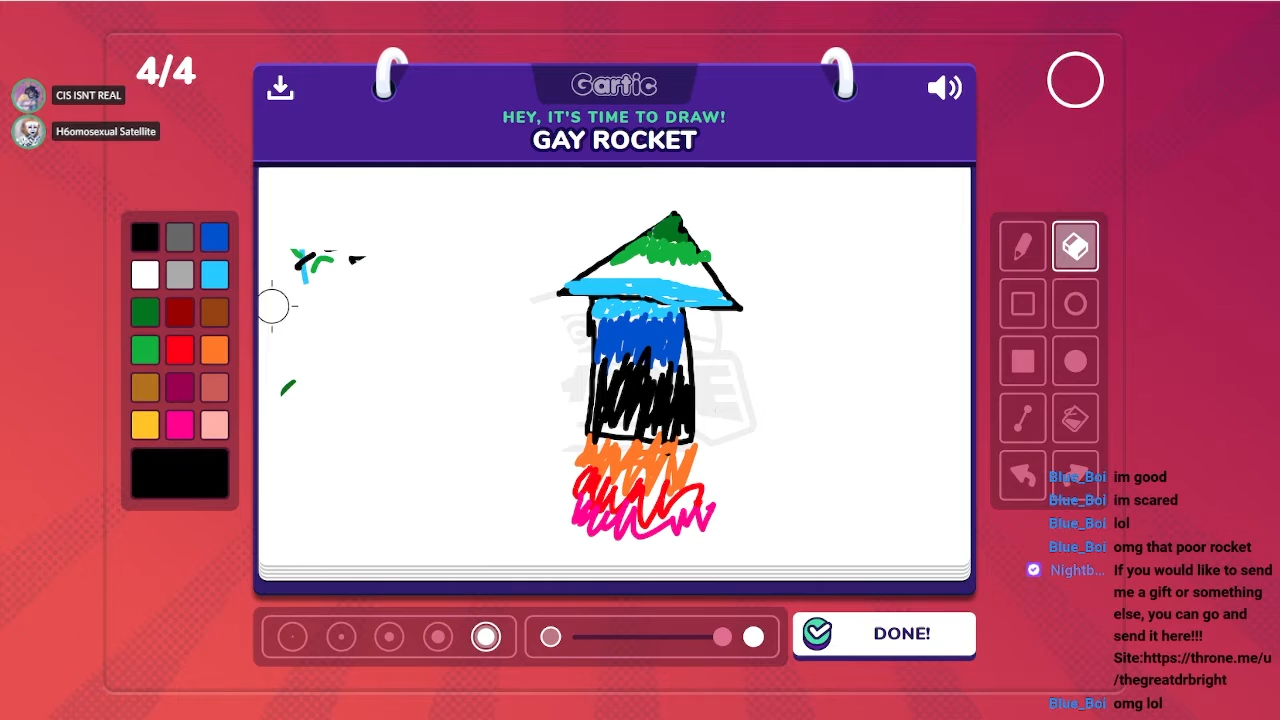 4/4
CIS ISNT REAL
H6omosexual Satellite
Gartic
HEY, IT'S TIME TO DRAW!
GAY ROCKET
DONE!
Blue_Boi im good
Blue_Boi im scared
Blue_Boi lol
Blue_Boi omg that poor rocket
Nightb... If you would like to send
me a gift or something
else, you can go and
send it here!!!
Site:https://throne.me/u
/thegreatdrbright
Blue_Boi omg lol